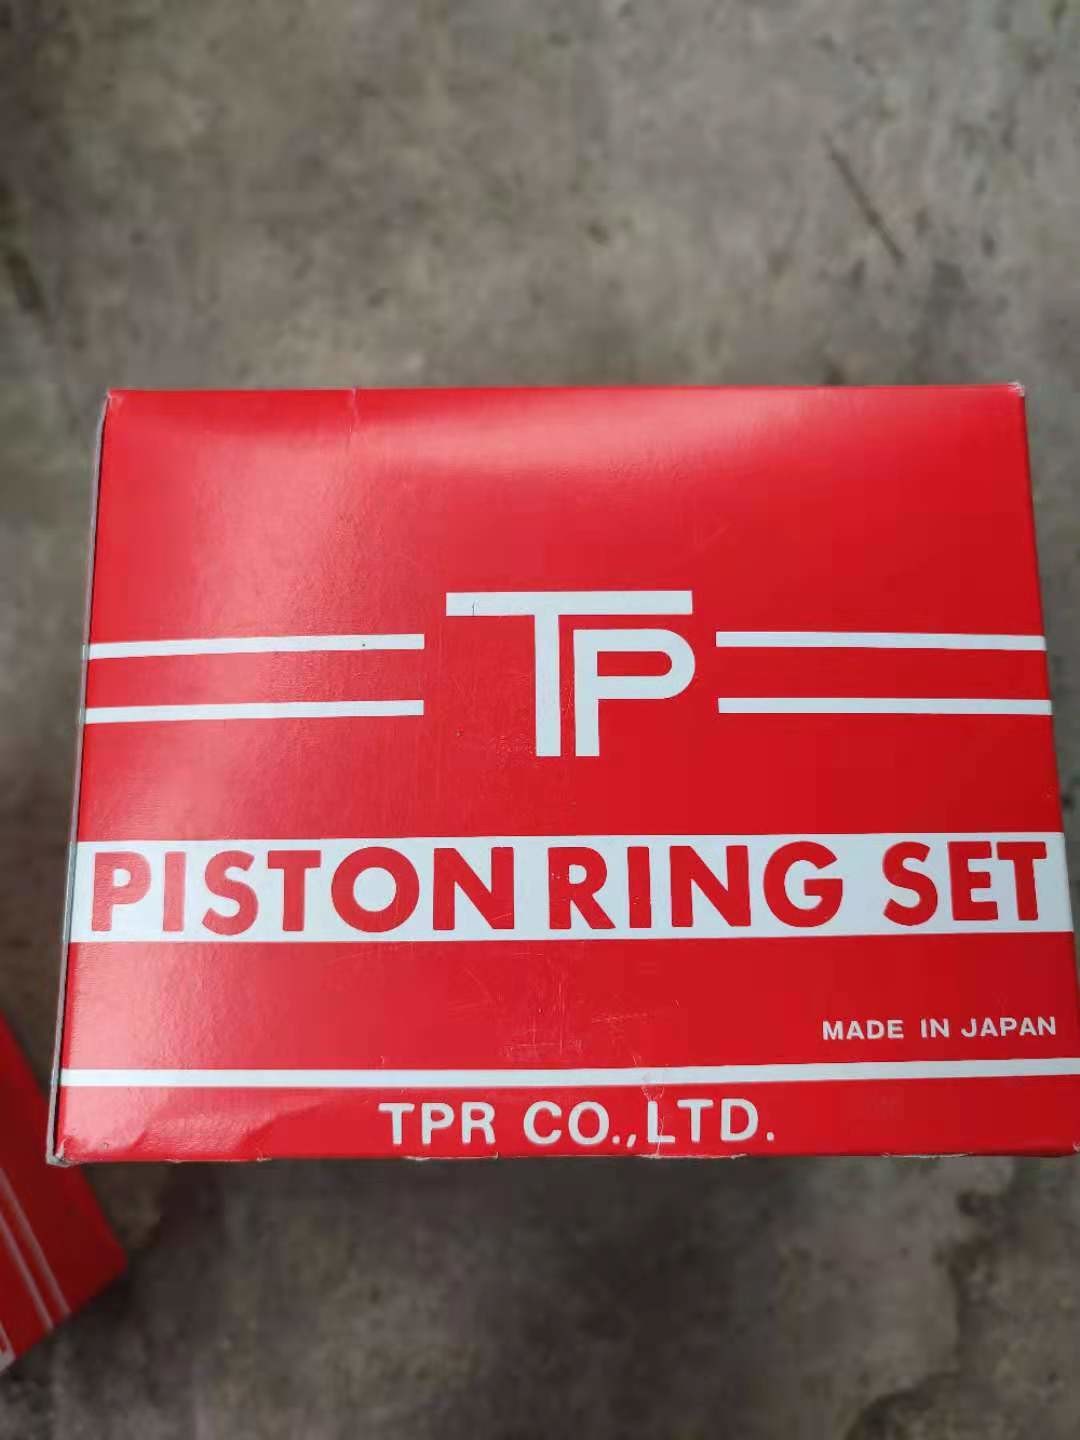 TP
PISTON RING SET
MADE IN JAPAN
TPR CO.,LTD.